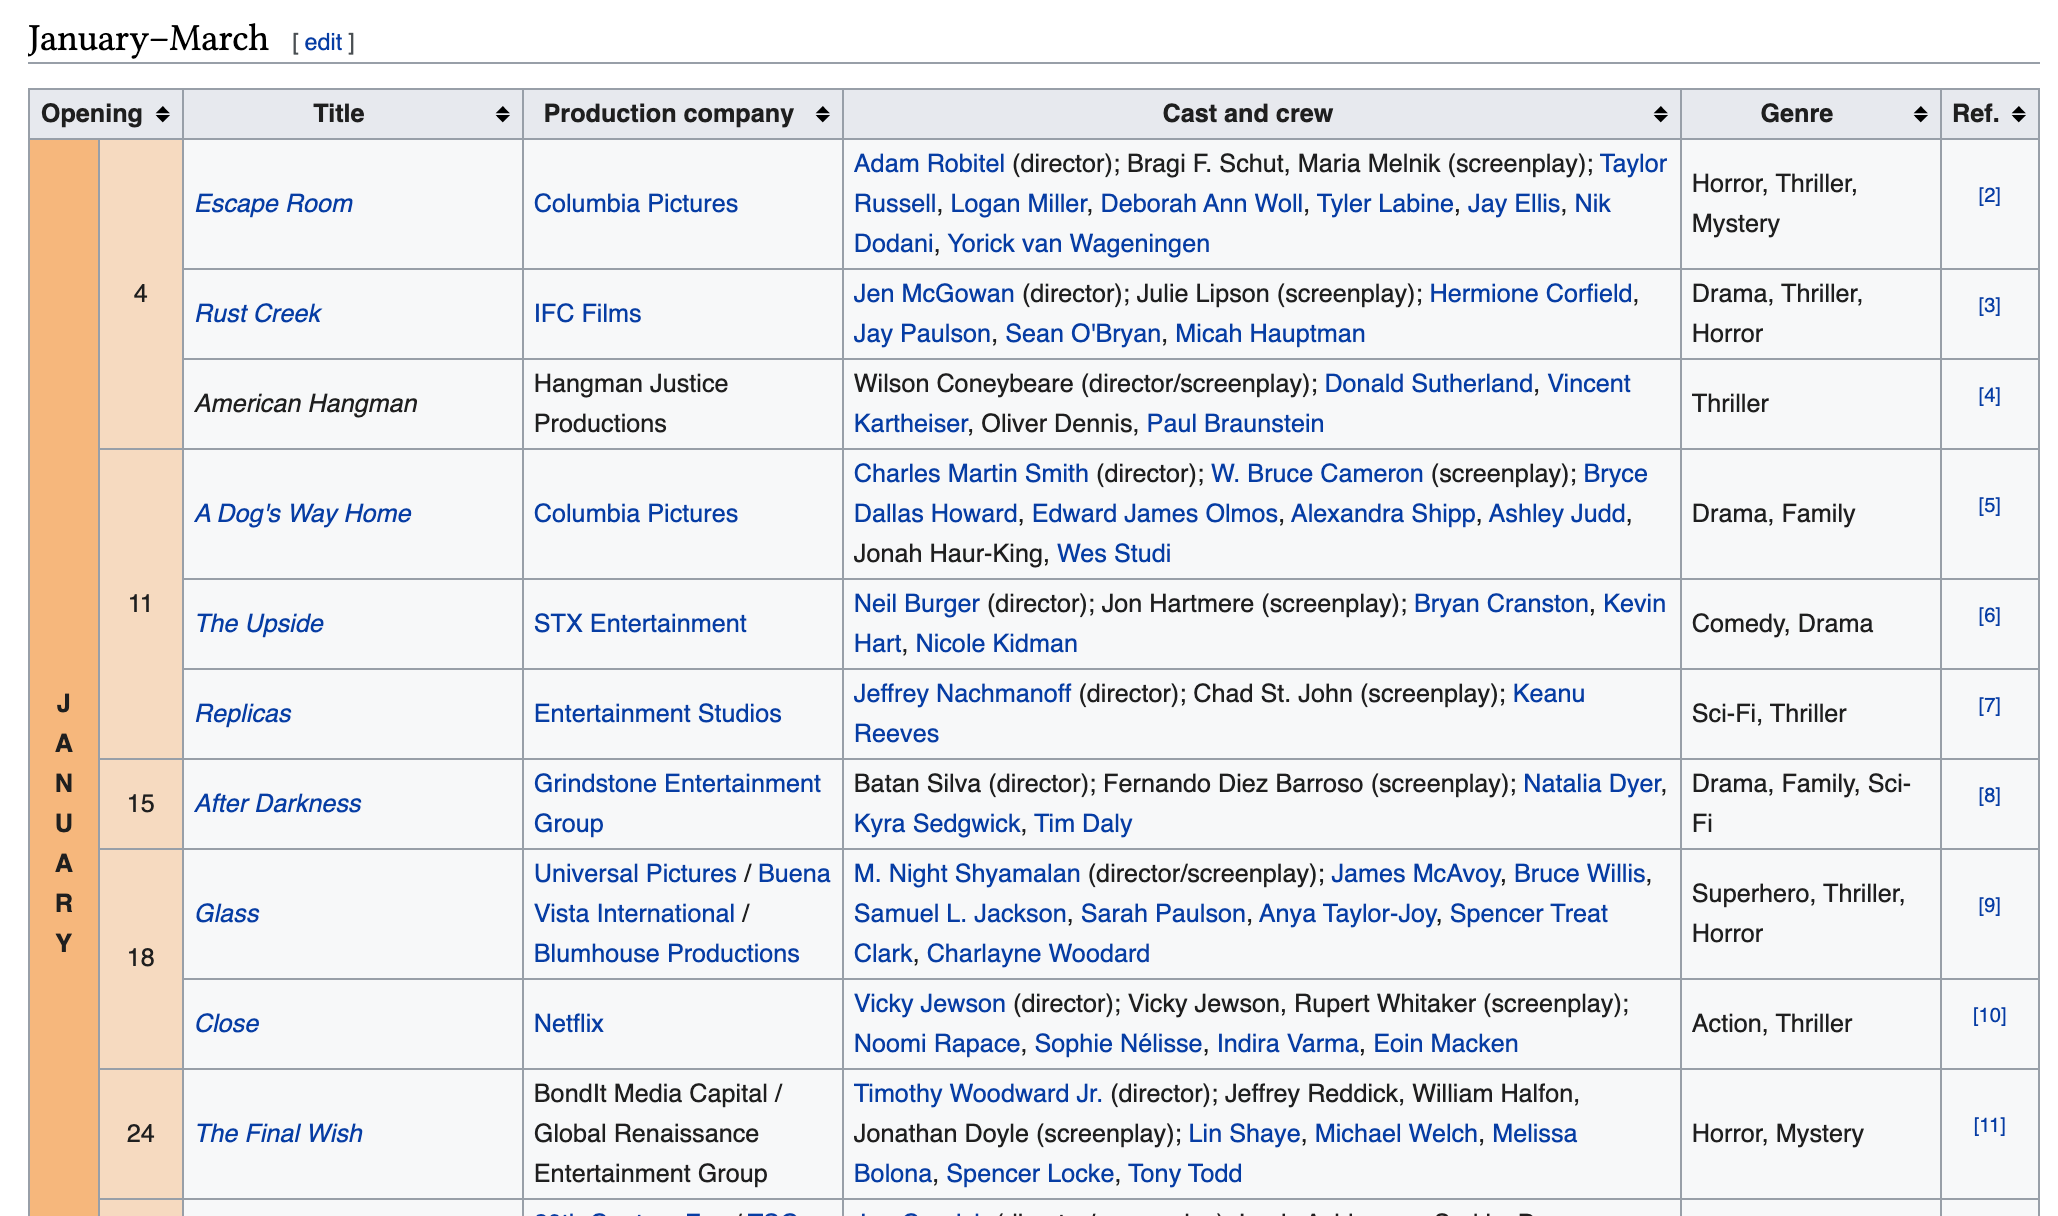 January–March [ edit ]
Opening Title Production company Cast and crew Genre Ref.
JANUARY
4
Escape Room
Columbia Pictures
Adam Robitel (director); Bragi F. Schut, Maria Melnik (screenplay); Taylor
Russell, Logan Miller, Deborah Ann Woll, Tyler Labine, Jay Ellis, Nik
Dodani, Yorick van Wageningen
Horror, Thriller,
Mystery
[2]
Rust Creek
IFC Films
Jen McGowan (director); Julie Lipson (screenplay); Hermione Corfield,
Jay Paulson, Sean O'Bryan, Micah Hauptman
Drama, Thriller,
Horror
[3]
American Hangman
Hangman Justice
Productions
Wilson Coneybeare (director/screenplay); Donald Sutherland, Vincent
Kartheiser, Oliver Dennis, Paul Braunstein
Thriller
[4]
11
A Dog's Way Home
Columbia Pictures
Charles Martin Smith (director); W. Bruce Cameron (screenplay); Bryce
Dallas Howard, Edward James Olmos, Alexandra Shipp, Ashley Judd,
Jonah Haur-King, Wes Studi
Drama, Family
[5]
The Upside
STX Entertainment
Neil Burger (director); Jon Hartmere (screenplay); Bryan Cranston, Kevin
Hart, Nicole Kidman
Comedy, Drama
[6]
Replicas
Entertainment Studios
Jeffrey Nachmanoff (director); Chad St. John (screenplay); Keanu
Reeves
Sci-Fi, Thriller
[7]
15
After Darkness
Grindstone Entertainment
Group
Batan Silva (director); Fernando Diez Barroso (screenplay); Natalia Dyer,
Kyra Sedgwick, Tim Daly
Drama, Family, Sci-
Fi
[8]
18
Glass
Universal Pictures / Buena
Vista International /
Blumhouse Productions
M. Night Shyamalan (director/screenplay); James McAvoy, Bruce Willis,
Samuel L. Jackson, Sarah Paulson, Anya Taylor-Joy, Spencer Treat
Clark, Charlayne Woodard
Superhero, Thriller,
Horror
[9]
Close
Netflix
Vicky Jewson (director); Vicky Jewson, Rupert Whitaker (screenplay);
Noomi Rapace, Sophie Nélisse, Indira Varma, Eoin Macken
Action, Thriller
[10]
24
The Final Wish
BondIt Media Capital /
Global Renaissance
Entertainment Group
Timothy Woodward Jr. (director); Jeffrey Reddick, William Halfon,
Jonathan Doyle (screenplay); Lin Shaye, Michael Welch, Melissa
Bolona, Spencer Locke, Tony Todd
Horror, Mystery
[11]